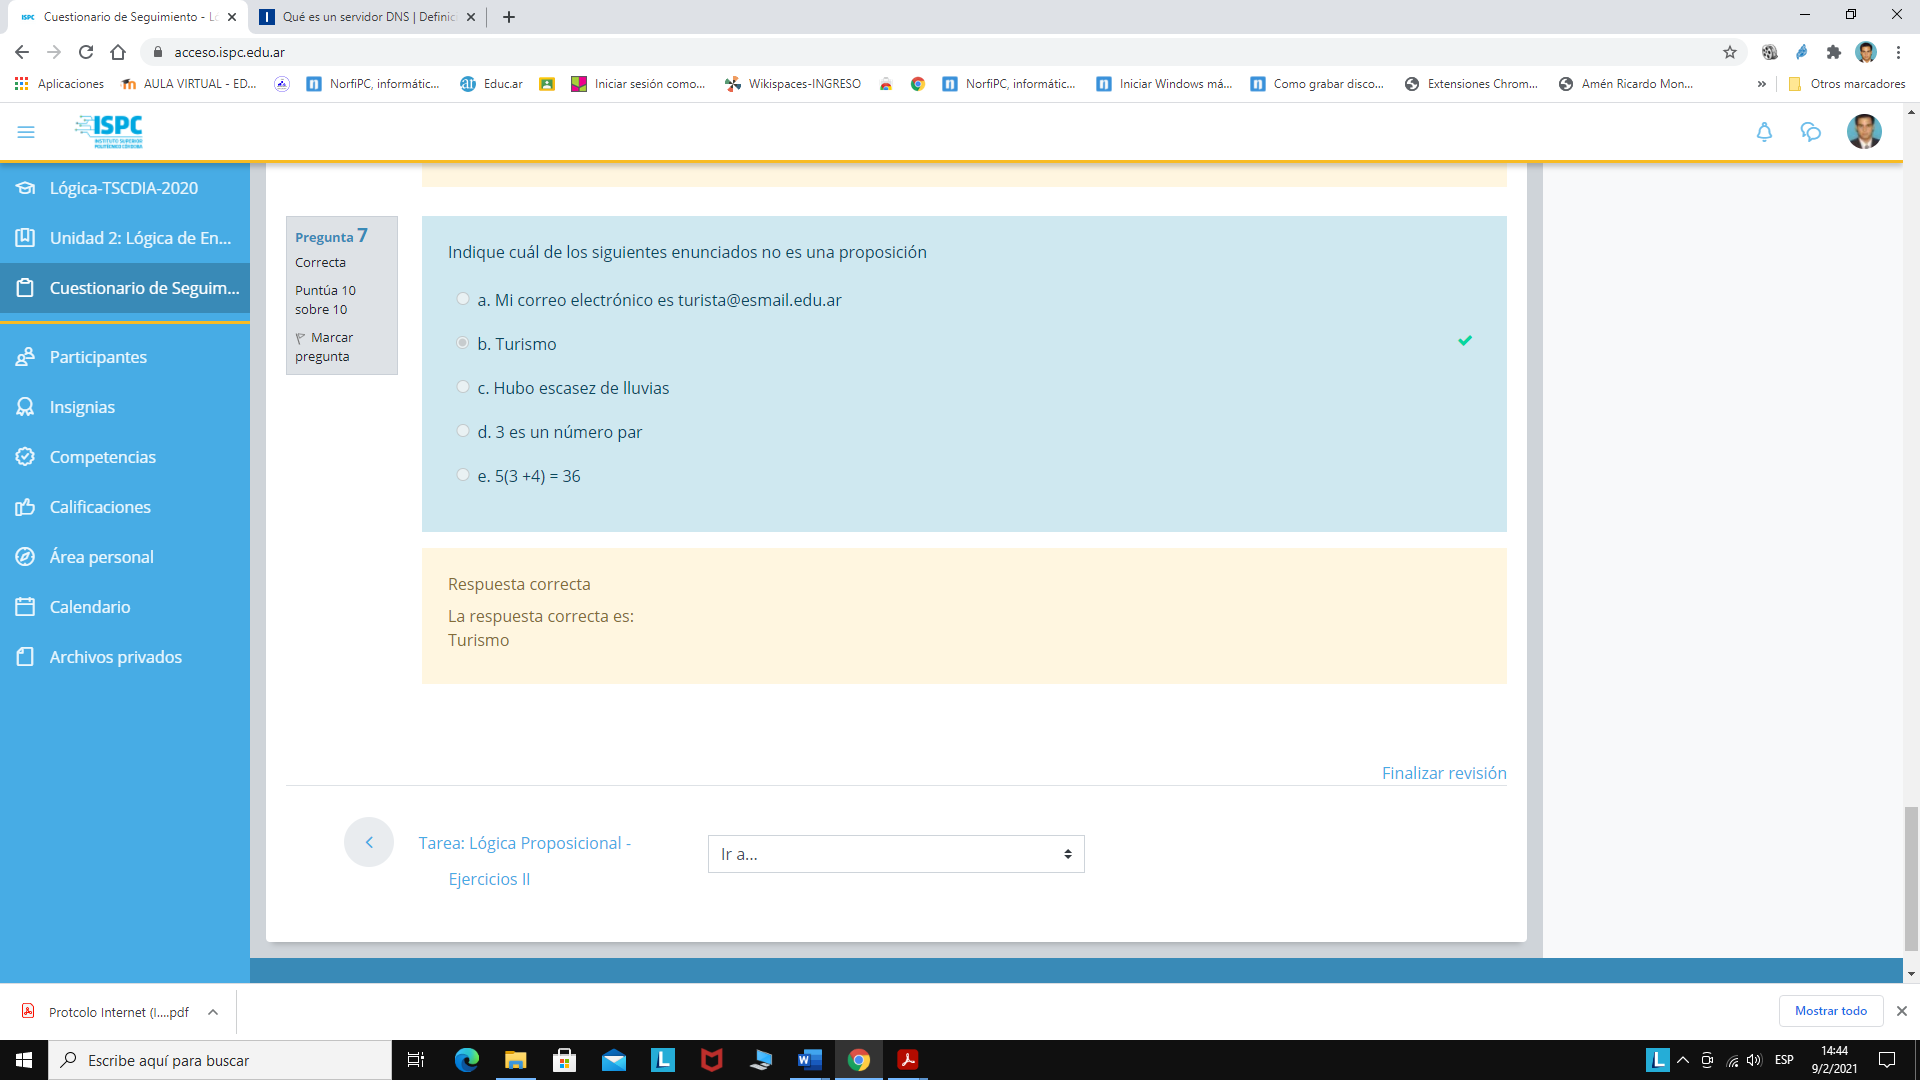 Cuestionario de Seguimiento - Lo
Qué es un servidor DNS | Definic
acceso.ispc.edu.ar
Aplicaciones
AULA VIRTUAL - ED...
NorfiPC, informátic...
Educ.ar
Iniciar sesión como...
Wikispaces-INGRESO
NorfiPC, informátic...
Iniciar Windows má...
Como grabar disco...
Extensiones Chrom...
Amén Ricardo Mon...
»
Otros marcadores
ISPC
INSTITUTO SUPERIOR
POLITÉCNICO CÓRDOBA
Lógica-TSCDIA-2020
Unidad 2: Lógica de En...
Cuestionario de Seguim...
Participantes
Insignias
Competencias
Calificaciones
Área personal
Calendario
Archivos privados
Pregunta 7
Correcta
Puntúa 10
sobre 10
Marcar
pregunta
Indique cuál de los siguientes enunciados no es una proposición
a. Mi correo electrónico es turista@esmail.edu.ar
b. Turismo
c. Hubo escasez de lluvias
d. 3 es un número par
e. 5(3 +4) = 36
Respuesta correcta
La respuesta correcta es:
Turismo
Finalizar revisión
Tarea: Lógica Proposicional -
Ejercicios II
Ir a...
Protcolo Internet (I....pdf
Mostrar todo
Escribe aquí para buscar
ESP
14:44
9/2/2021